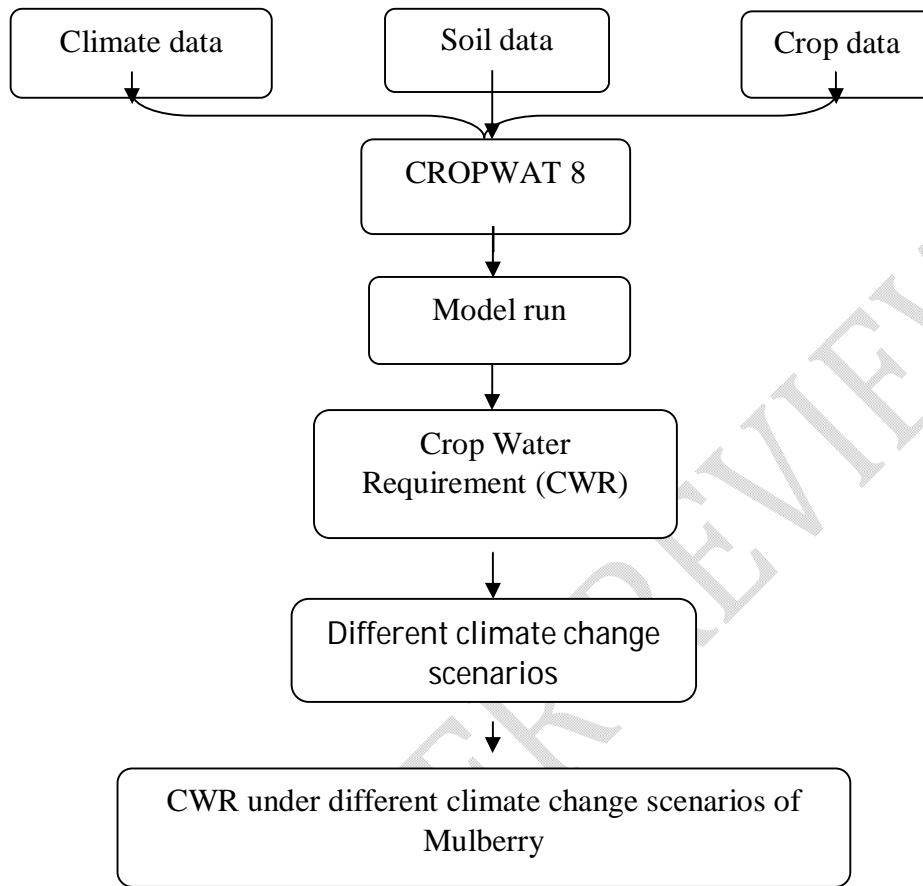 Climate data
Soil data
Crop data
CROPWAT 8
Model run
Crop Water
Requirement (CWR)
Different climate change
scenarios
CWR under different climate change scenarios of
Mulberry